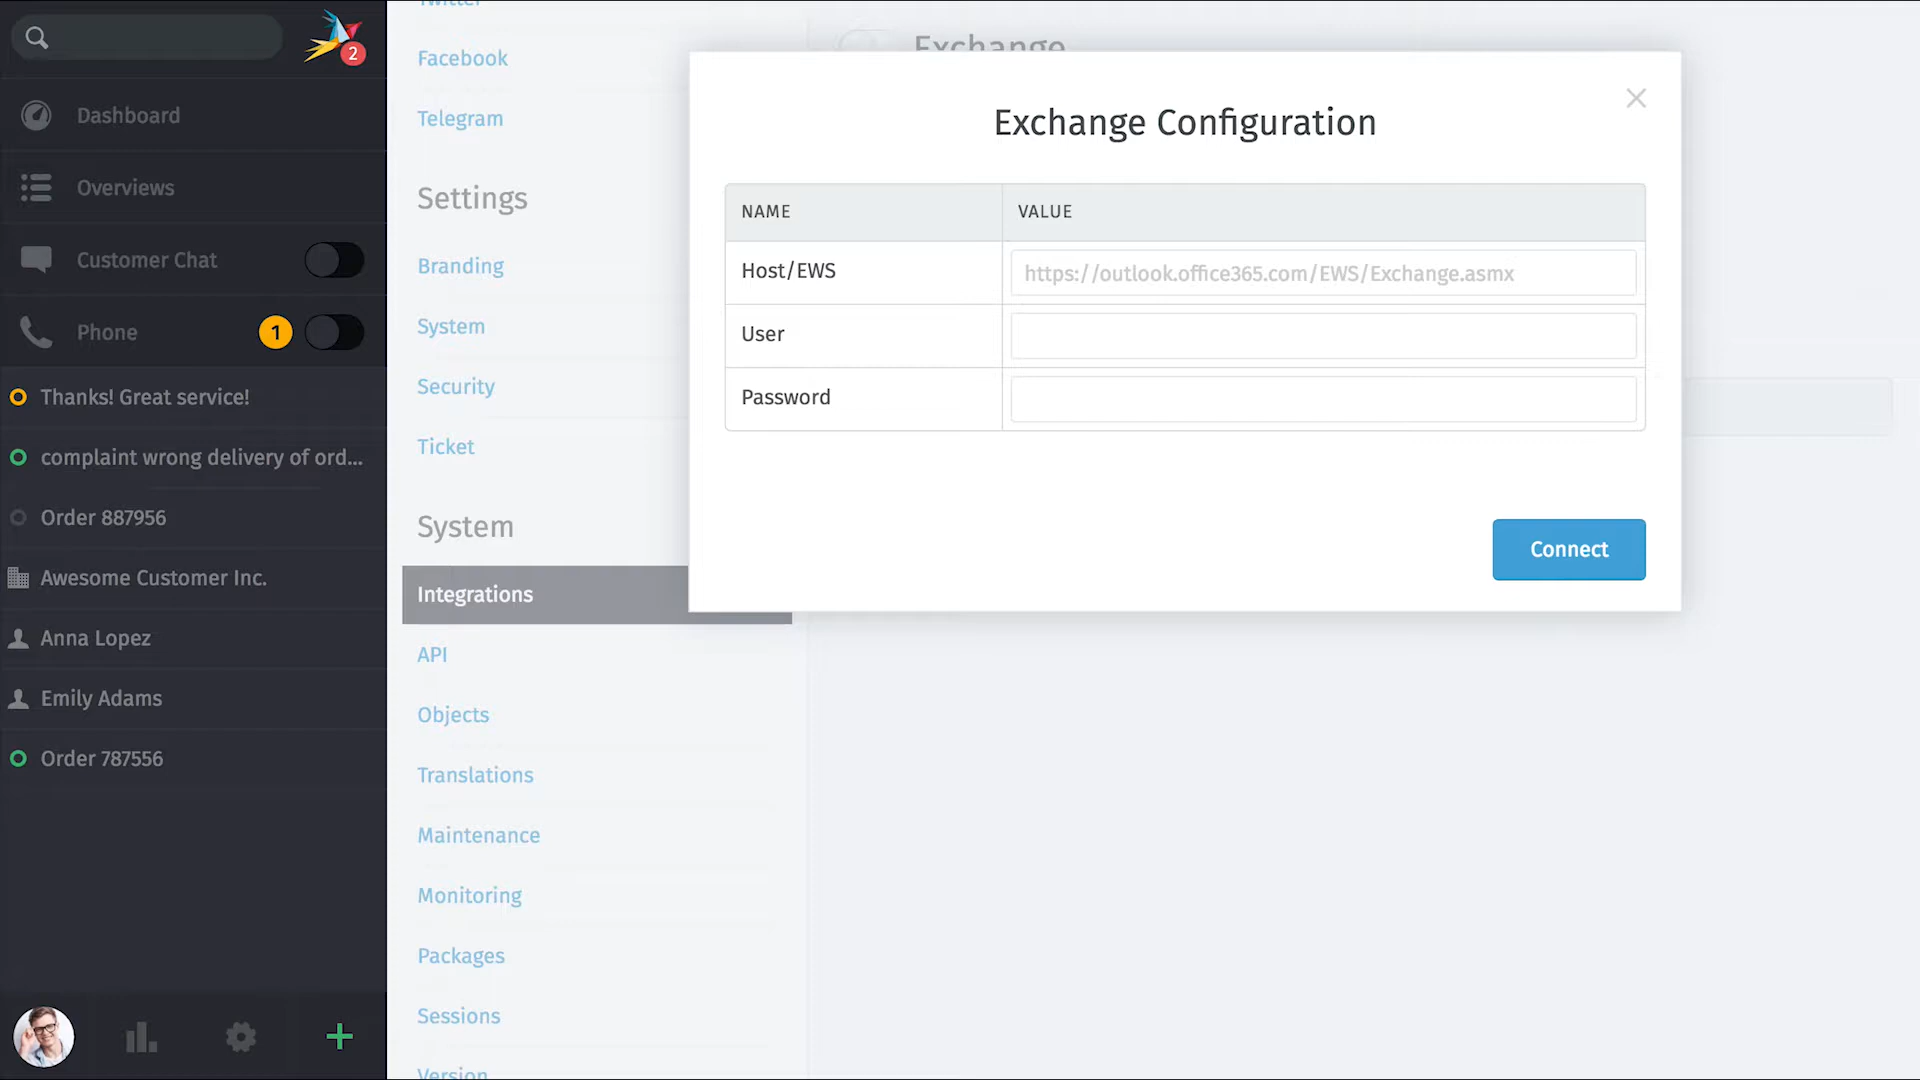 2
Dashboard
Overviews
Customer Chat
Phone
1
Thanks! Great service!
complaint wrong delivery of ord...
Order 887956
Awesome Customer Inc.
Anna Lopez
Emily Adams
Order 787556
Twitter
Facebook
Telegram
Settings
Branding
System
Security
Ticket
System
Integrations
API
Objects
Translations
Maintenance
Monitoring
Packages
Sessions
Version
Exchange
Exchange Configuration
NAME VALUE
Host/EWS https://outlook.office365.com/EWS/Exchange.asmx
User
Password
Connect